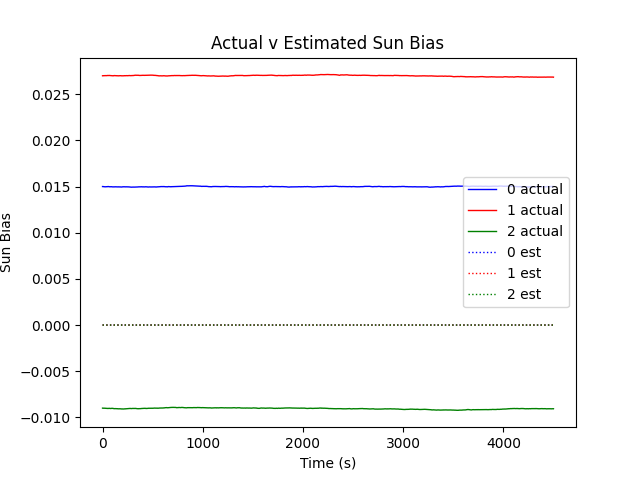 Actual v Estimated Sun Bias
Sun Bias
0.025
0.020
0.015
0.010
0.005
0.000
−0.005
−0.010
0 actual
1 actual
2 actual
0 est
1 est
2 est
0 1000 2000 3000 4000
Time (s)